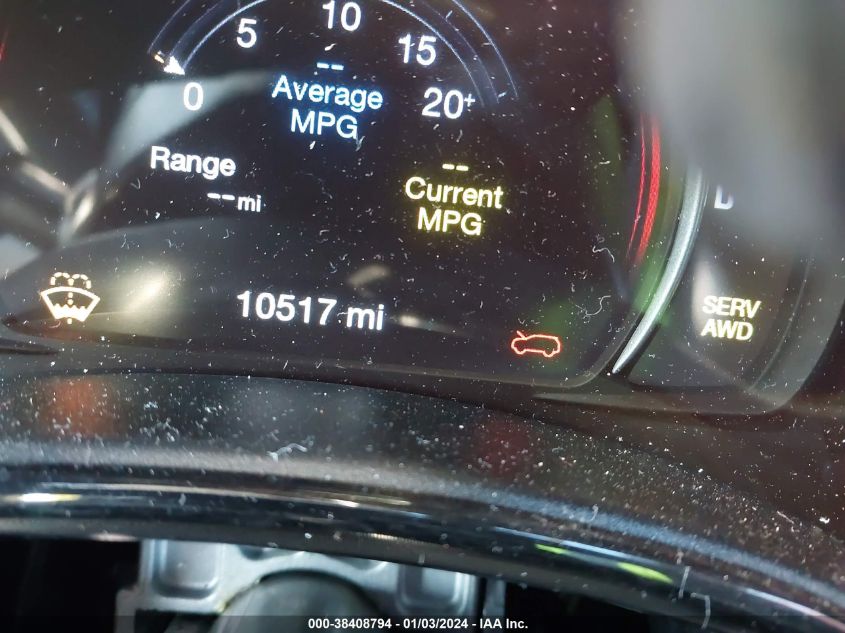 5
10
15
0
20+
--
Average
MPG
Range
-- mi
--
Current
MPG
D
10517 mi
SERV
AWD
000-38408794 - 01/03/2024 - IAA Inc.